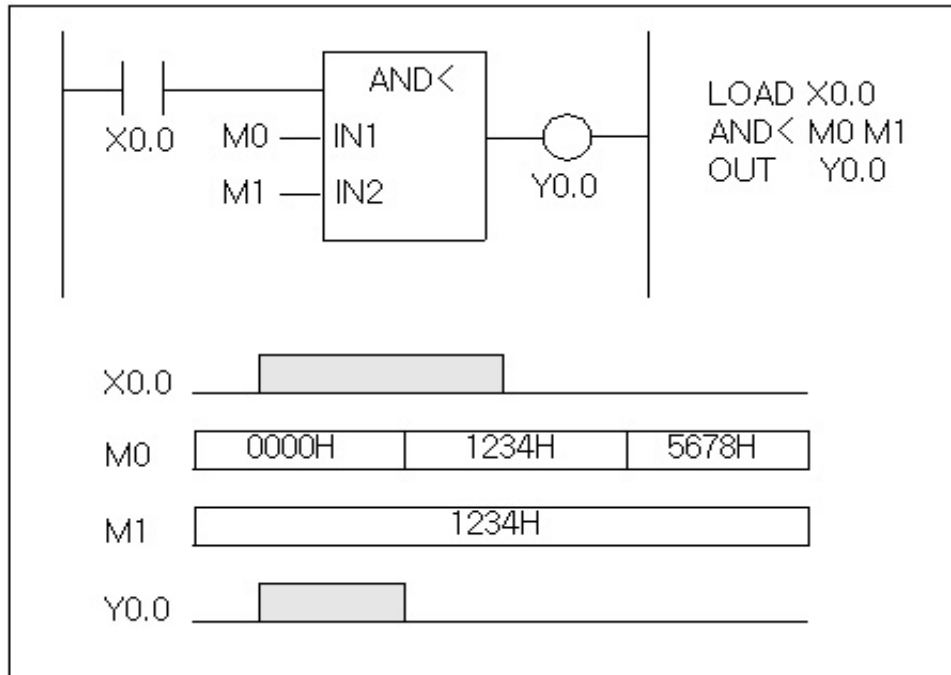 AND<
X0.0
M0
IN1
M1
IN2
Y0.0
LOAD X0.0
AND< M0 M1
OUT Y0.0
X0.0
M0
0000H
1234H
5678H
M1
1234H
Y0.0